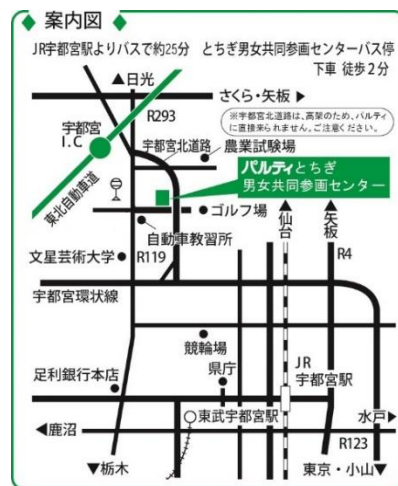 案内図
JR宇都宮駅よりバスで約25分 とちぎ男女共同参画センターバス停
下車 徒歩2分
▲日光
さくら・矢板▶
R293
※宇都宮北道路は、高架のため、パルティ
に直接来られません。ご注意ください。
宇都宮
I.C
宇都宮北道路
農業試験場
パルティとちぎ
男女共同参画センター
東北自動車道
ゴルフ場
▲仙台
▲矢板
自動車教習所
文星芸術大学
R119
R4
宇都宮環状線
競輪場
JR
宇都宮駅
県庁
足利銀行本店
東武宇都宮駅
水戸▶
◀鹿沼
R123
▼栃木
東京・小山▼